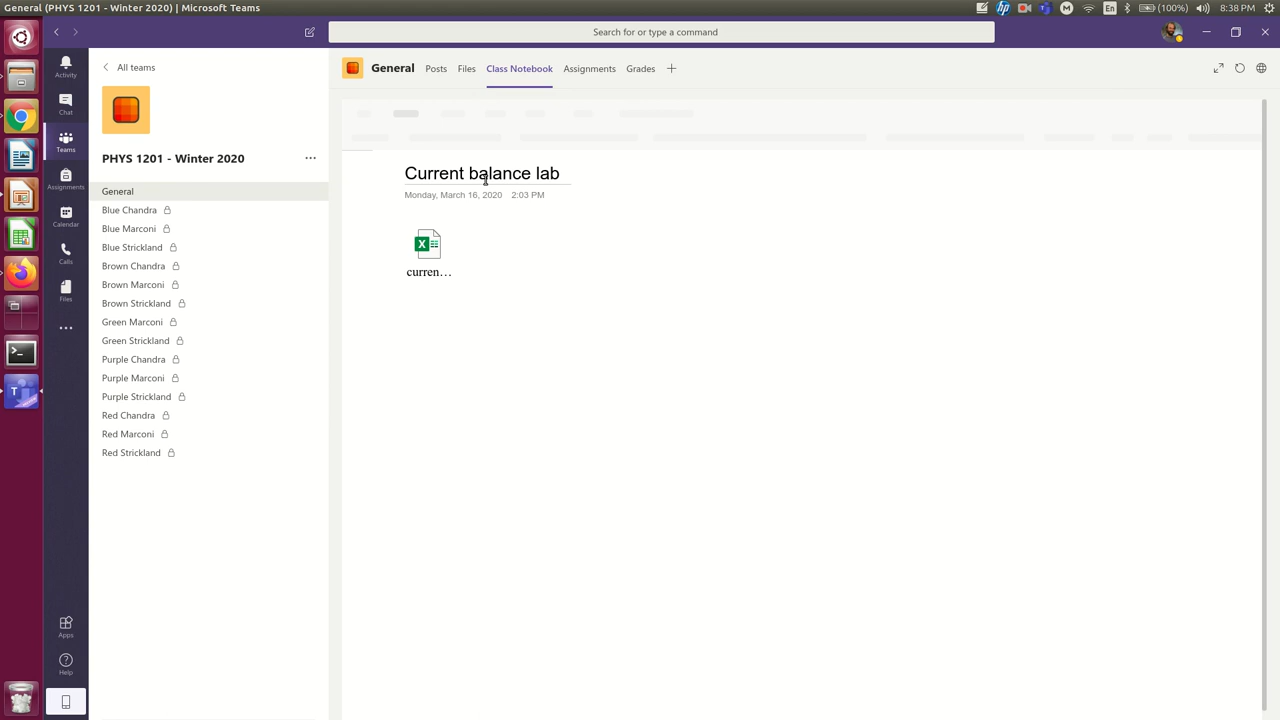 General (PHYS 1201 - Winter 2020) | Microsoft Teams
En
(100%)
8:38 PM
Search for or type a command
Activity
Chat
Teams
Assignments
Calendar
Calls
Files
Apps
Help
All teams
PHYS 1201 - Winter 2020
General
Blue Chandra
Blue Marconi
Blue Strickland
Brown Chandra
Brown Marconi
Brown Strickland
Green Marconi
Green Strickland
Purple Chandra
Purple Marconi
Purple Strickland
Red Chandra
Red Marconi
Red Strickland
General Posts Files Class Notebook Assignments Grades
Current balance lab
Monday, March 16, 2020 2:03 PM
X
curren...